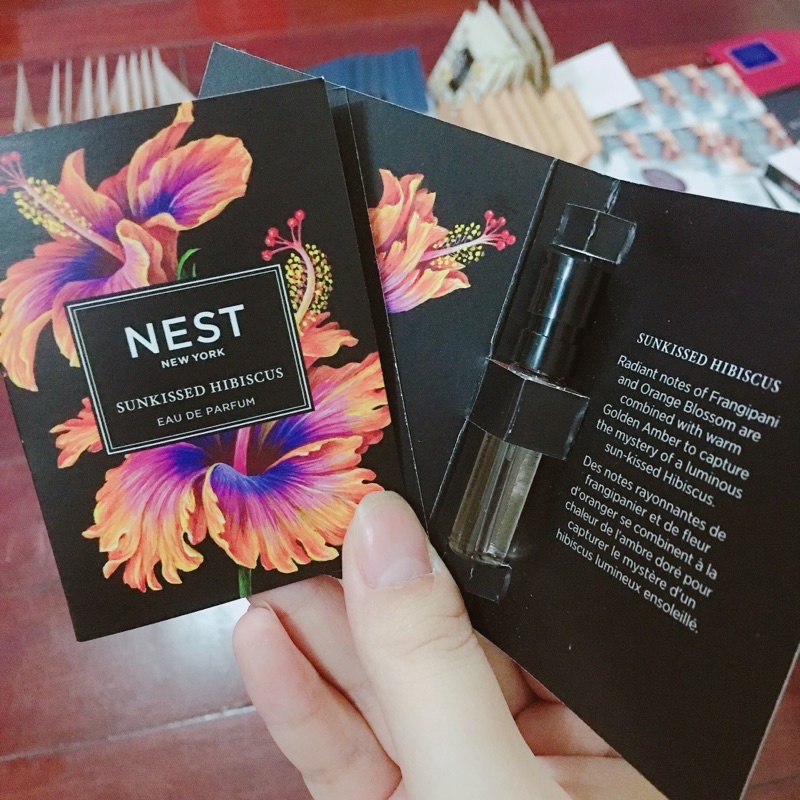 NEST
NEW YORK
SUNKISSED HIBISCUS
EAU DE PARFUM
SUNKISSED HIBISCUS
Radiant notes of Frangipani
and Orange Blossom are
combined with warm
Golden Amber to capture
the mystery of a luminous
sun-kissed Hibiscus.
Des notes rayonnantes de
frangipanier et de fleur
d'oranger se combinent à la
chaleur de l'ambre doré pour
capturer le mystère d'un
hibiscus lumineux ensoleillé.